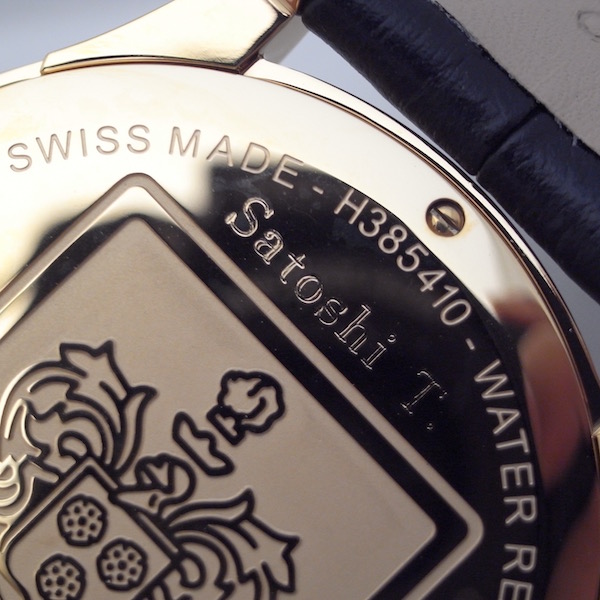 SWISS MADE - H385410 - WATER RE
Satoshi T.